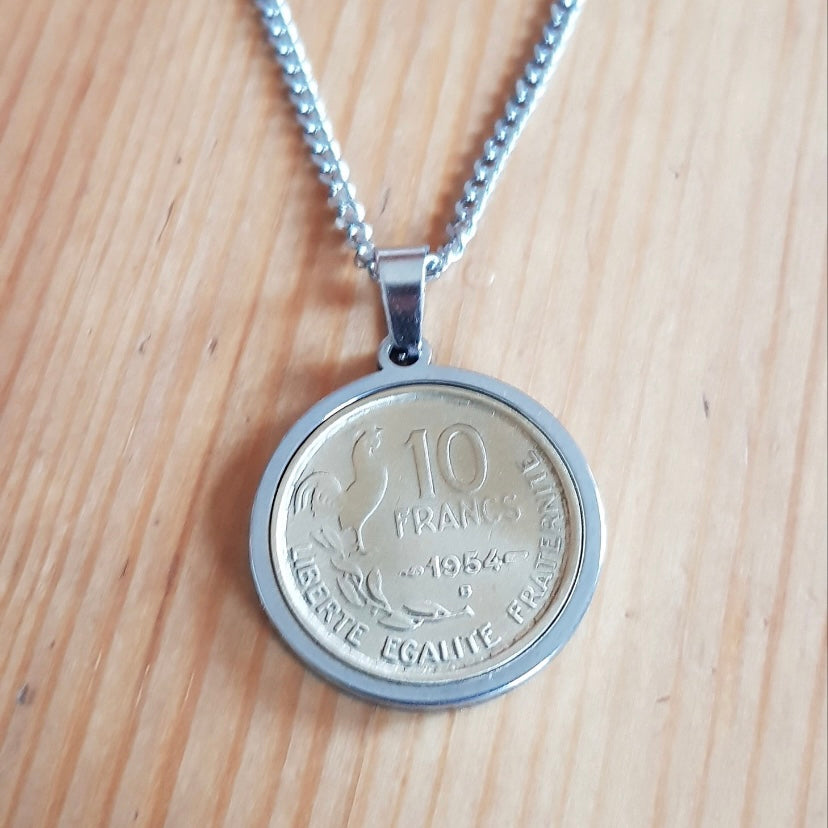 10
FRANCS
1954
B
LIBERTE EGALITE FRATERNITE